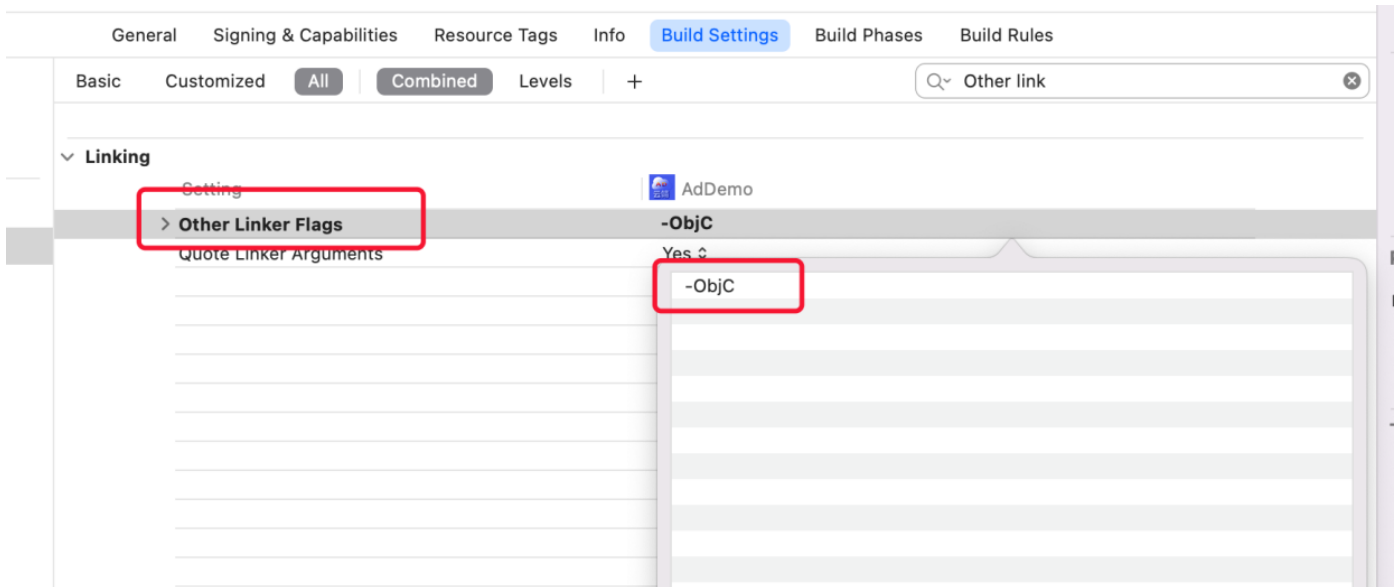 General Signing & Capabilities Resource Tags Info Build Settings Build Phases Build Rules
Basic Customized All Combined Levels + Other link
Linking
Setting AdDemo
Other Linker Flags -ObjC
Quote Linker Arguments Yes
-ObjC